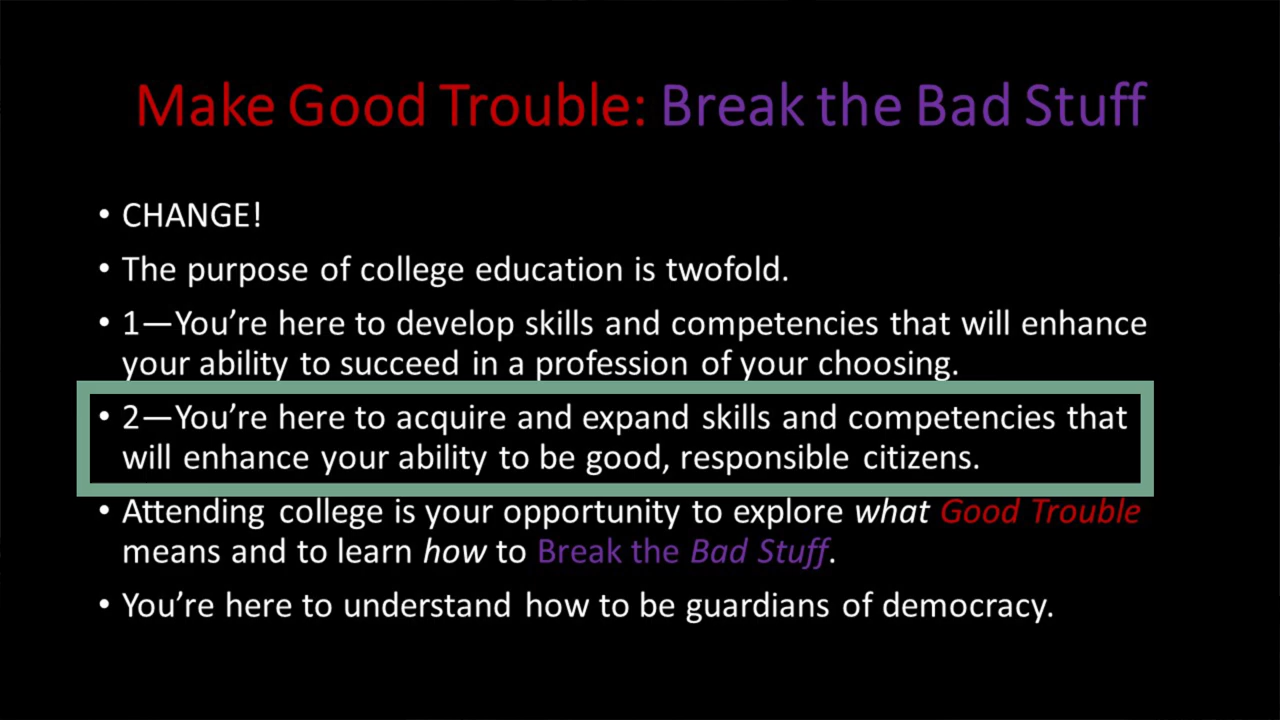 Make Good Trouble: Break the Bad Stuff
• CHANGE!
• The purpose of college education is twofold.
• 1—You’re here to develop skills and competencies that will enhance
your ability to succeed in a profession of your choosing.
• 2—You’re here to acquire and expand skills and competencies that
will enhance your ability to be good, responsible citizens.
• Attending college is your opportunity to explore what Good Trouble
means and to learn how to Break the Bad Stuff.
• You’re here to understand how to be guardians of democracy.